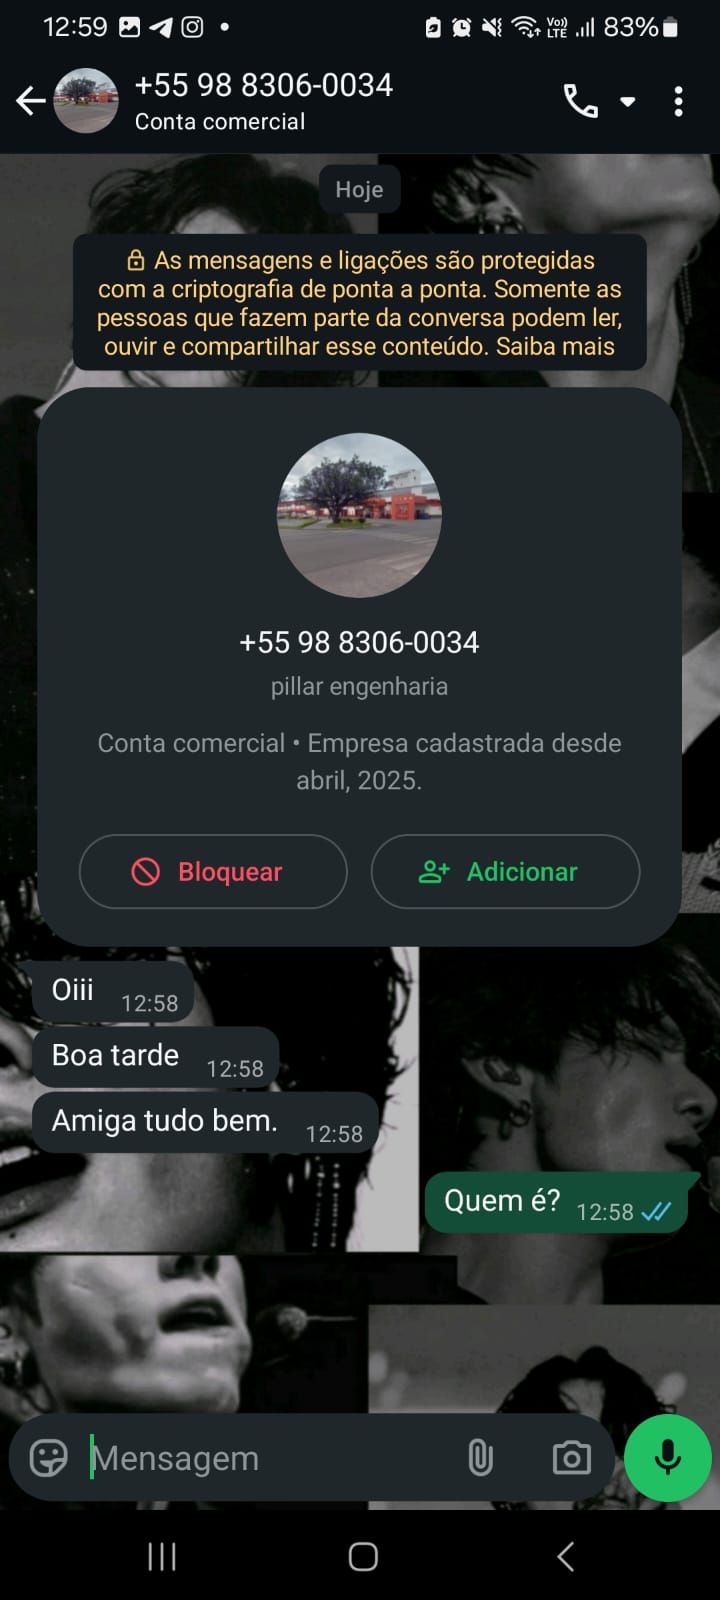 12:59
Vo))
LTE
83%
+55 98 8306-0034
Conta comercial
Hoje
As mensagens e ligações são protegidas
com a criptografia de ponta a ponta. Somente as
pessoas que fazem parte da conversa podem ler,
ouvir e compartilhar esse conteúdo. Saiba mais
+55 98 8306-0034
pillar engenharia
Conta comercial • Empresa cadastrada desde
abril, 2025.
Bloquear
Adicionar
Oiii 12:58
Boa tarde 12:58
Amiga tudo bem. 12:58
Quem é? 12:58
Mensagem